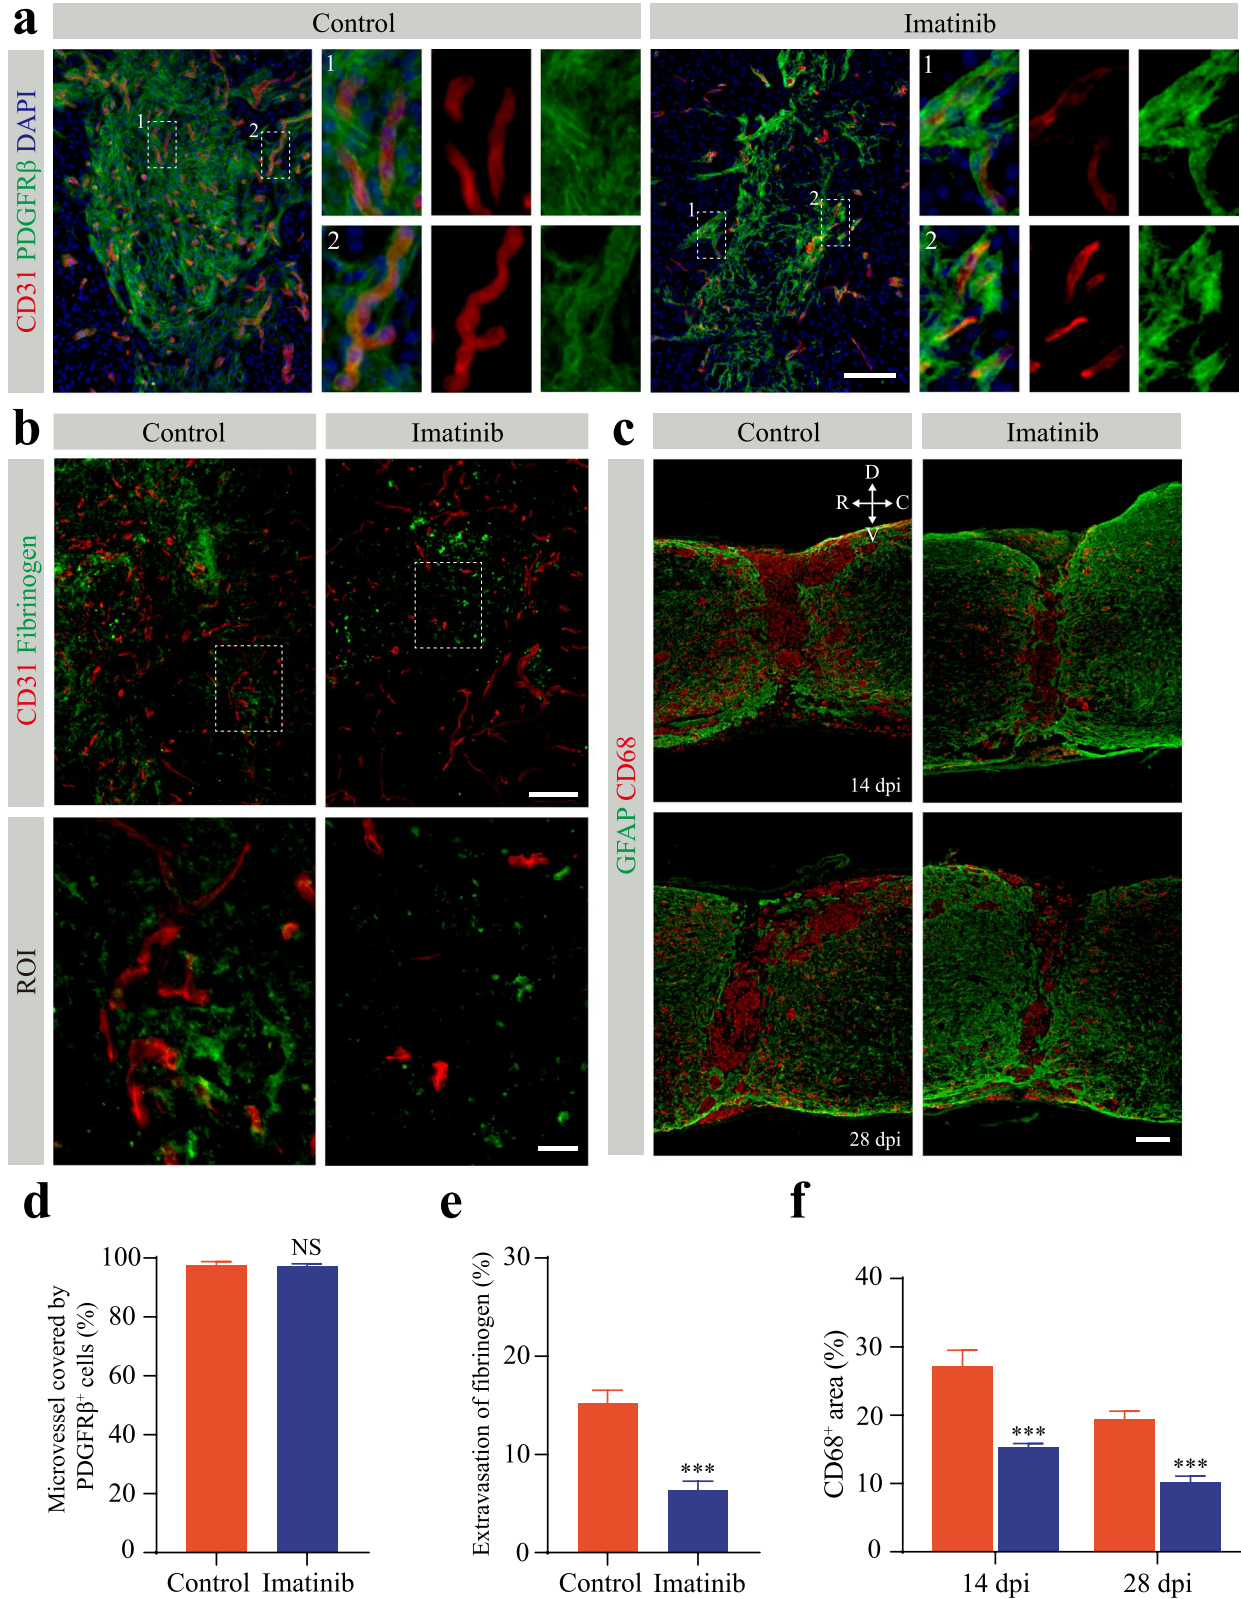 a
Control
Imatinib
CD31 PDGFRβ DAPI
1
2
1
2
1
2
1
2
b
Control
Imatinib
CD31 Fibrinogen
ROI
c
Control
Imatinib
GFAP CD68
D
R
C
V
14 dpi
28 dpi
d
Microvessel covered by
PDGFRβ⁺ cells (%)
100
80
60
40
20
0
NS
Control
Imatinib
e
Extravasation of fibrinogen (%)
30
20
10
0
***
Control
Imatinib
f
CD68⁺ area (%)
40
30
20
10
0
***
***
14 dpi
28 dpi